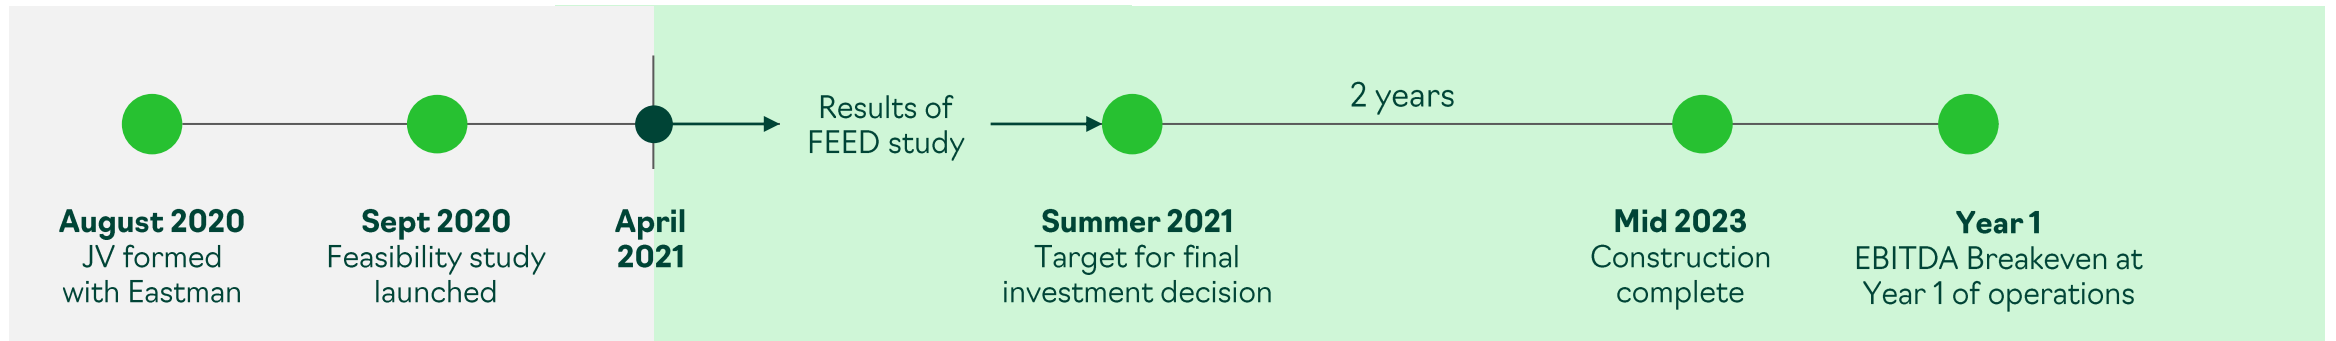 August 2020
JV formed
with Eastman
Sept 2020
Feasibility study
launched
April
2021
Results of
FEED study
Summer 2021
Target for final
investment decision
2 years
Mid 2023
Construction
complete
Year 1
EBITDA Breakeven at
Year 1 of operations